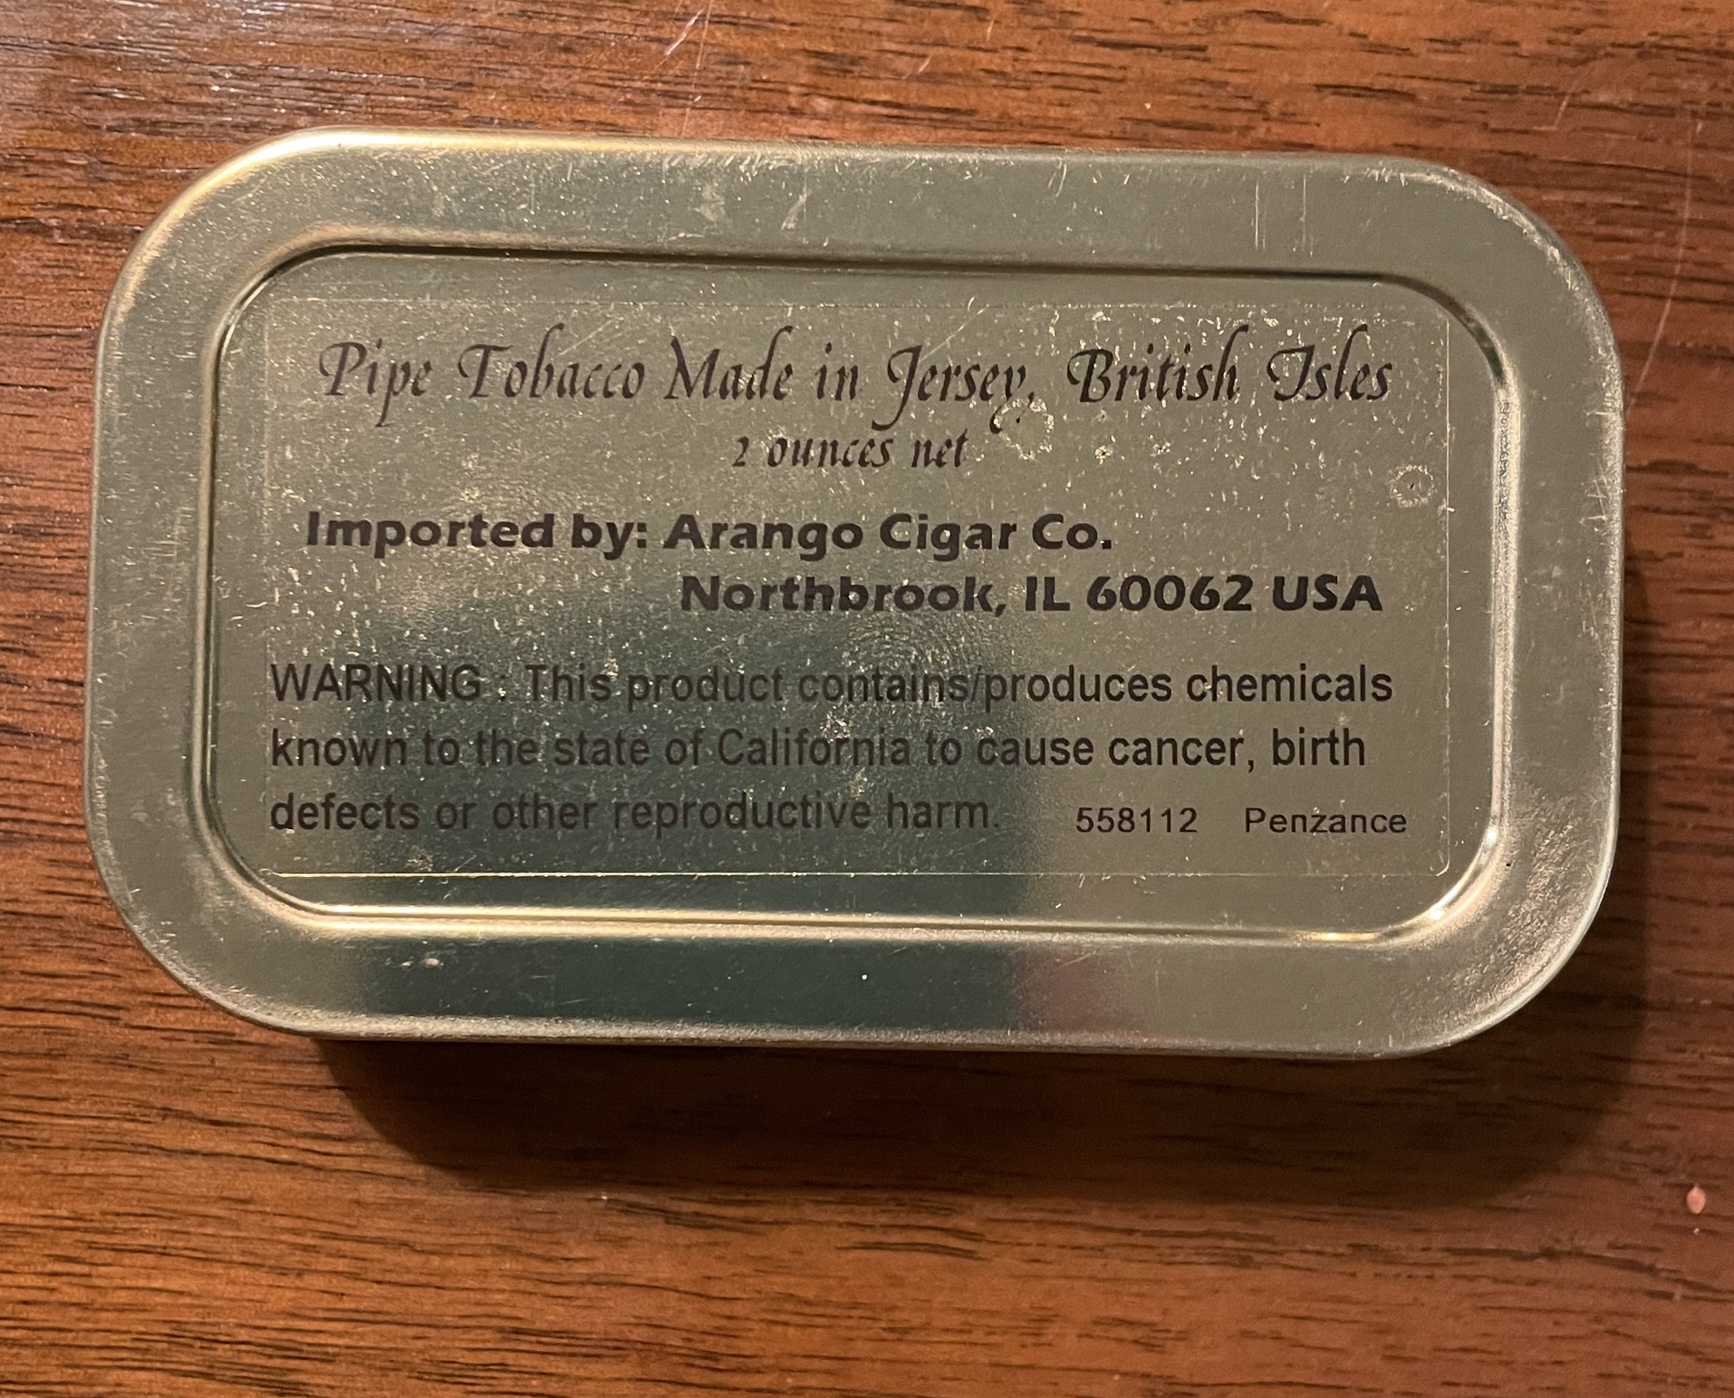 Pipe Tobacco Made in Jersey, British Isles
2 ounces net
Imported by: Arango Cigar Co.
Northbrook, IL 60062 USA
WARNING : This product contains/produces chemicals
known to the state of California to cause cancer, birth
defects or other reproductive harm. 558112 Penzance